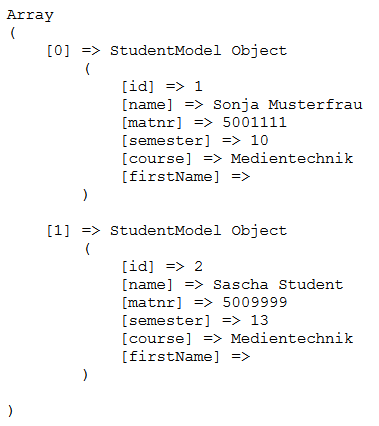 Array
(
    [0] => StudentModel Object
        (
            [id] => 1
            [name] => Sonja Musterfrau
            [matnr] => 5001111
            [semester] => 10
            [course] => Medientechnik
            [firstName] =>
        )

    [1] => StudentModel Object
        (
            [id] => 2
            [name] => Sascha Student
            [matnr] => 5009999
            [semester] => 13
            [course] => Medientechnik
            [firstName] =>
        )

)